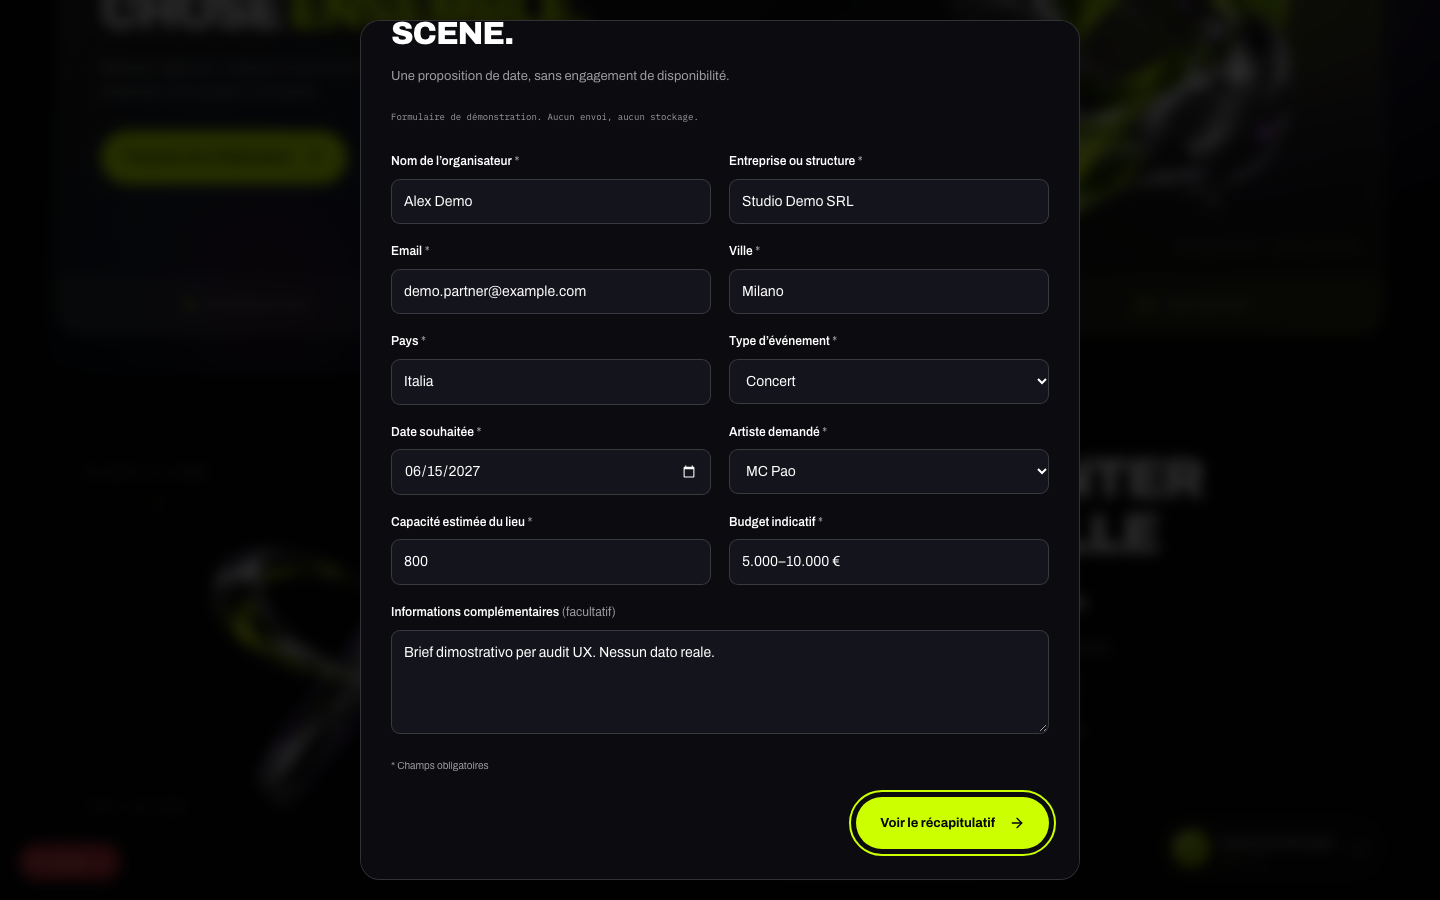 SCENE.
Une proposition de date, sans engagement de disponibilité.
Formulaire de démonstration. Aucun envoi, aucun stockage.
Nom de l’organisateur *
Entreprise ou structure *
Alex Demo
Studio Demo SRL
Email *
Ville *
demo.partner@example.com
Milano
Pays *
Type d’événement *
Italia
Concert
Date souhaitée *
Artiste demandé *
06/15/2027
MC Pao
Capacité estimée du lieu *
Budget indicatif *
800
5.000–10.000 €
Informations complémentaires (facultatif)
Brief dimostrativo per audit UX. Nessun dato reale.
* Champs obligatoires
Voir le récapitulatif →